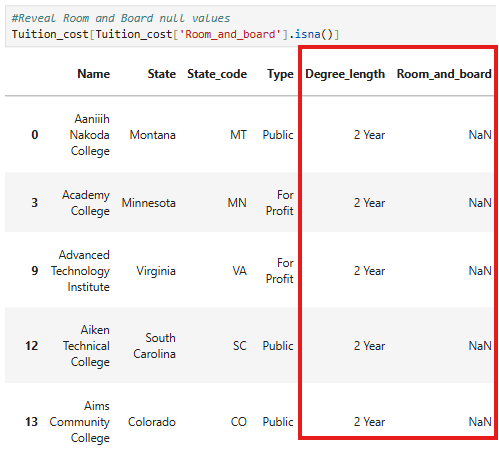 #Reveal Room and Board null values
Tuition_cost[Tuition_cost['Room_and_board'].isna()]
Name State State_code Type Degree_length Room_and_board
Aaniiih
0 Nakoda Montana MT Public 2 Year NaN
College
3 Academy Minnesota MN For 2 Year NaN
College Profit
Advanced
9 Technology Virginia VA For 2 Year NaN
Institute Profit
Aiken
12 Technical South SC Public 2 Year NaN
College Carolina
Aims
13 Community Colorado CO Public 2 Year NaN
College